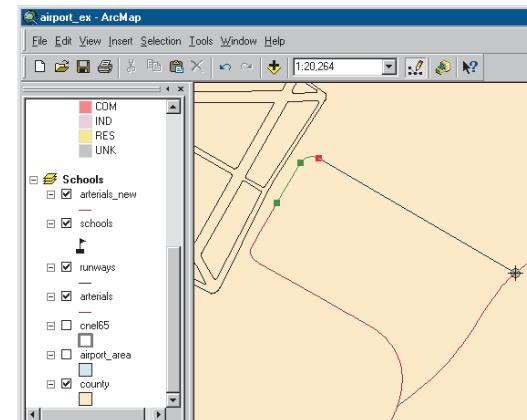 airport_ex - ArcMap
File Edit View Insert Selection Tools Window Help
1:20,264
COM
IND
RES
UNK
Schools
arterials_new
schools
runways
arterials
cnel65
airport_area
county